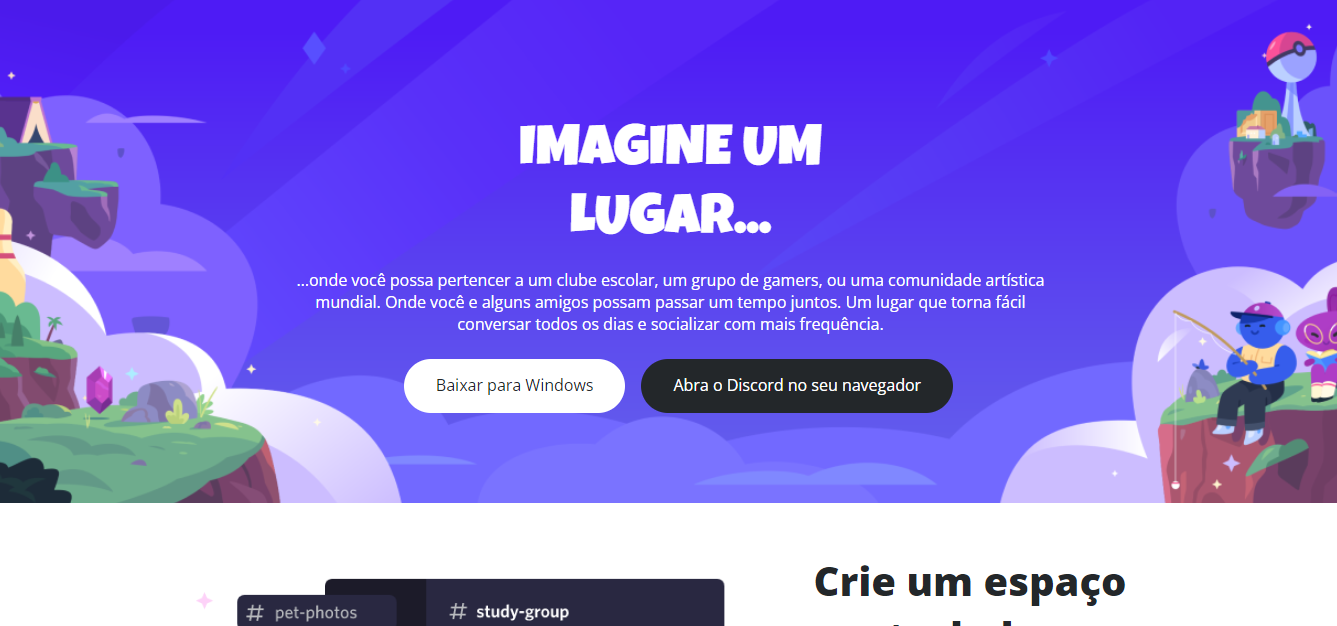 IMAGINE UM
LUGAR...
...onde você possa pertencer a um clube escolar, um grupo de gamers, ou uma comunidade artística
mundial. Onde você e alguns amigos possam passar um tempo juntos. Um lugar que torna fácil
conversar todos os dias e socializar com mais frequência.
Baixar para Windows
Abra o Discord no seu navegador
Crie um espaço
# pet-photos
# study-group